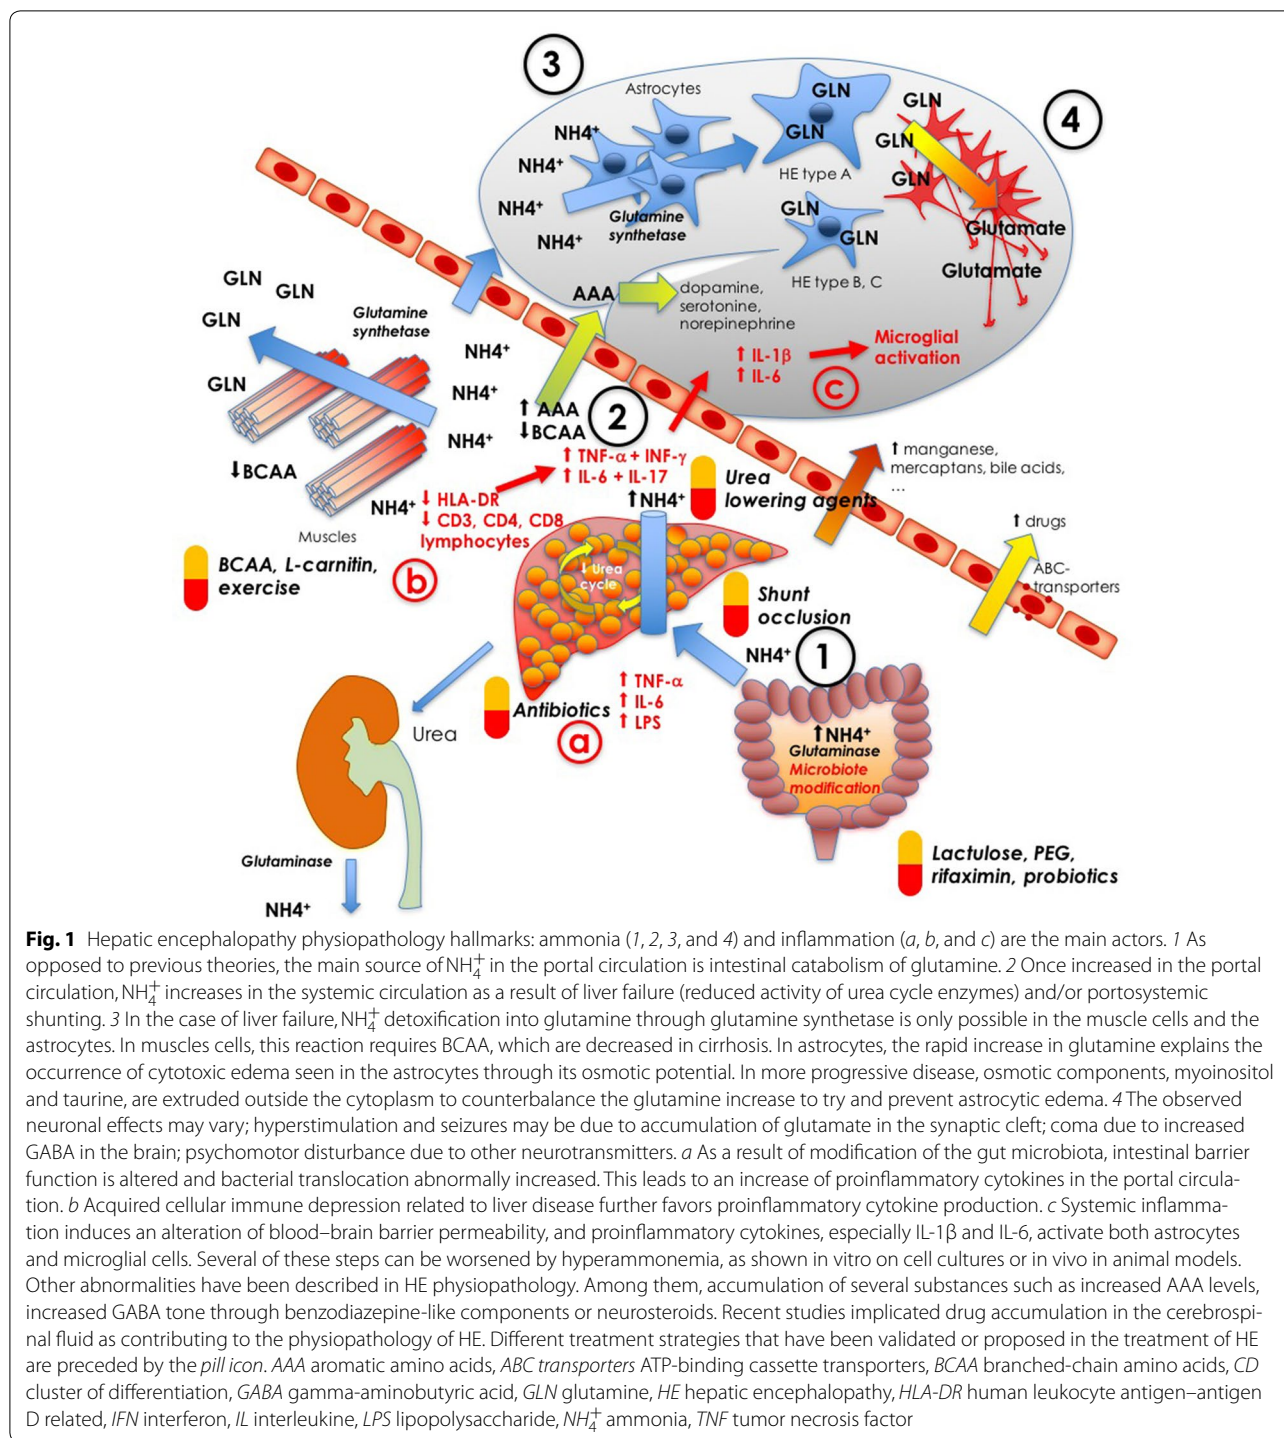 3
4
Astrocytes
GLN
GLN
NH4+
GLN
GLN
NH4+
GLN
HE type A
NH4+
GLN
Glutamine
synthetase
GLN
Glutamate
NH4+
Glutamate
HE type B, C
AAA
dopamine,
serotonine,
norepinephrine
GLN
GLN
GLN
Glutamine
synthetase
NH4+
↑ IL-1β
↑ IL-6
Microglial
activation
c
GLN
NH4+
↑ AAA
↓BCAA
2
NH4+
↓BCAA
Muscles
NH4+
↑ TNF-α + INF-γ
↑ IL-6 + IL-17
↓ HLA-DR
↓ CD3, CD4, CD8
lymphocytes
b
↑NH4+
Urea
lowering agents
↑ manganese,
mercaptans, bile acids,
...
↑ drugs
ABC-
transporters
BCAA, L-carnitin,
exercise
↓ Urea
cycle
Shunt
occlusion
NH4+
1
↑ TNF-α
↑ IL-6
↑ LPS
Antibiotics
a
Urea
↑NH4+
Glutaminase
Microbiote
modification
Glutaminase
NH4+
Lactulose, PEG,
rifaximin, probiotics
Fig. 1 Hepatic encephalopathy physiopathology hallmarks: ammonia (1, 2, 3, and 4) and inflammation (a, b, and c) are the main actors. 1 As
opposed to previous theories, the main source of NH4+ in the portal circulation is intestinal catabolism of glutamine. 2 Once increased in the portal
circulation, NH4+ increases in the systemic circulation as a result of liver failure (reduced activity of urea cycle enzymes) and/or portosystemic
shunting. 3 In the case of liver failure, NH4+ detoxification into glutamine through glutamine synthetase is only possible in the muscle cells and the
astrocytes. In muscles cells, this reaction requires BCAA, which are decreased in cirrhosis. In astrocytes, the rapid increase in glutamine explains the
occurrence of cytotoxic edema seen in the astrocytes through its osmotic potential. In more progressive disease, osmotic components, myoinositol
and taurine, are extruded outside the cytoplasm to counterbalance the glutamine increase to try and prevent astrocytic edema. 4 The observed
neuronal effects may vary; hyperstimulation and seizures may be due to accumulation of glutamate in the synaptic cleft; coma due to increased
GABA in the brain; psychomotor disturbance due to other neurotransmitters. a As a result of modification of the gut microbiota, intestinal barrier
function is altered and bacterial translocation abnormally increased. This leads to an increase of proinflammatory cytokines in the portal circula-
tion. b Acquired cellular immune depression related to liver disease further favors proinflammatory cytokine production. c Systemic inflamma-
tion induces an alteration of blood–brain barrier permeability, and proinflammatory cytokines, especially IL-1β and IL-6, activate both astrocytes
and microglial cells. Several of these steps can be worsened by hyperammonemia, as shown in vitro on cell cultures or in vivo in animal models.
Other abnormalities have been described in HE physiopathology. Among them, accumulation of several substances such as increased AAA levels,
increased GABA tone through benzodiazepine-like components or neurosteroids. Recent studies implicated drug accumulation in the cerebrospi-
nal fluid as contributing to the physiopathology of HE. Different treatment strategies that have been validated or proposed in the treatment of HE
are preceded by the pill icon. AAA aromatic amino acids, ABC transporters ATP-binding cassette transporters, BCAA branched-chain amino acids, CD
cluster of differentiation, GABA gamma-aminobutyric acid, GLN glutamine, HE hepatic encephalopathy, HLA-DR human leukocyte antigen–antigen
D related, IFN interferon, IL interleukine, LPS lipopolysaccharide, NH4+ ammonia, TNF tumor necrosis factor